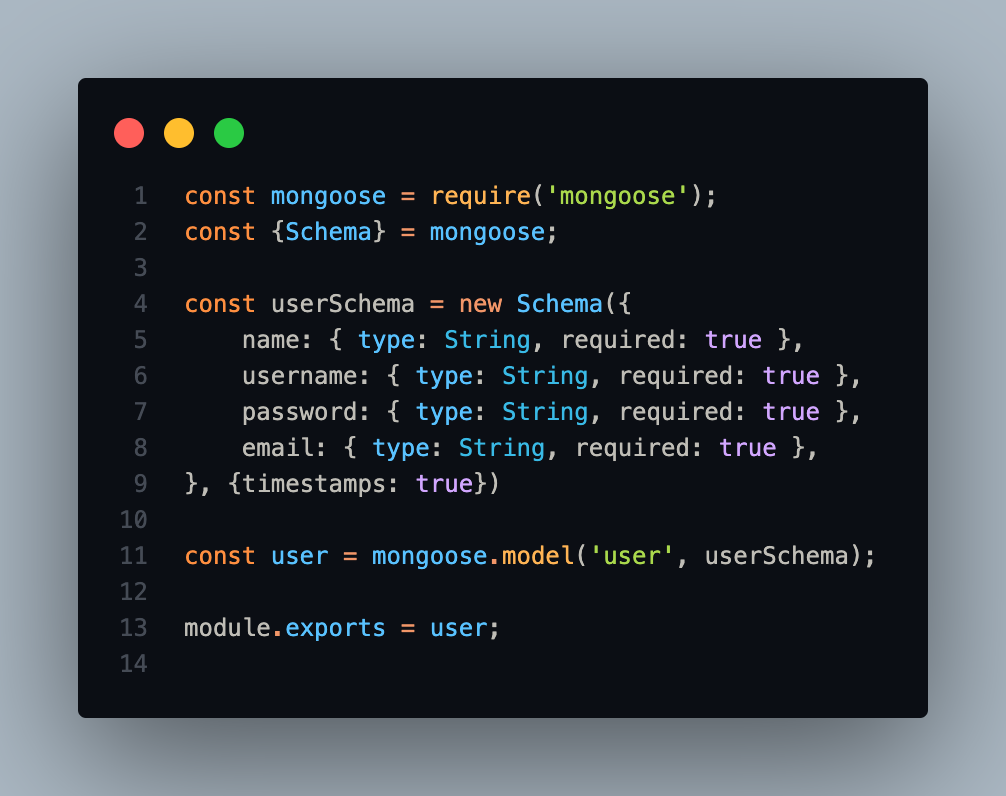 1 const mongoose = require('mongoose');
2 const {Schema} = mongoose;
3
4 const userSchema = new Schema({
5     name: { type: String, required: true },
6     username: { type: String, required: true },
7     password: { type: String, required: true },
8     email: { type: String, required: true },
9 }, {timestamps: true})
10
11 const user = mongoose.model('user', userSchema);
12
13 module.exports = user;
14